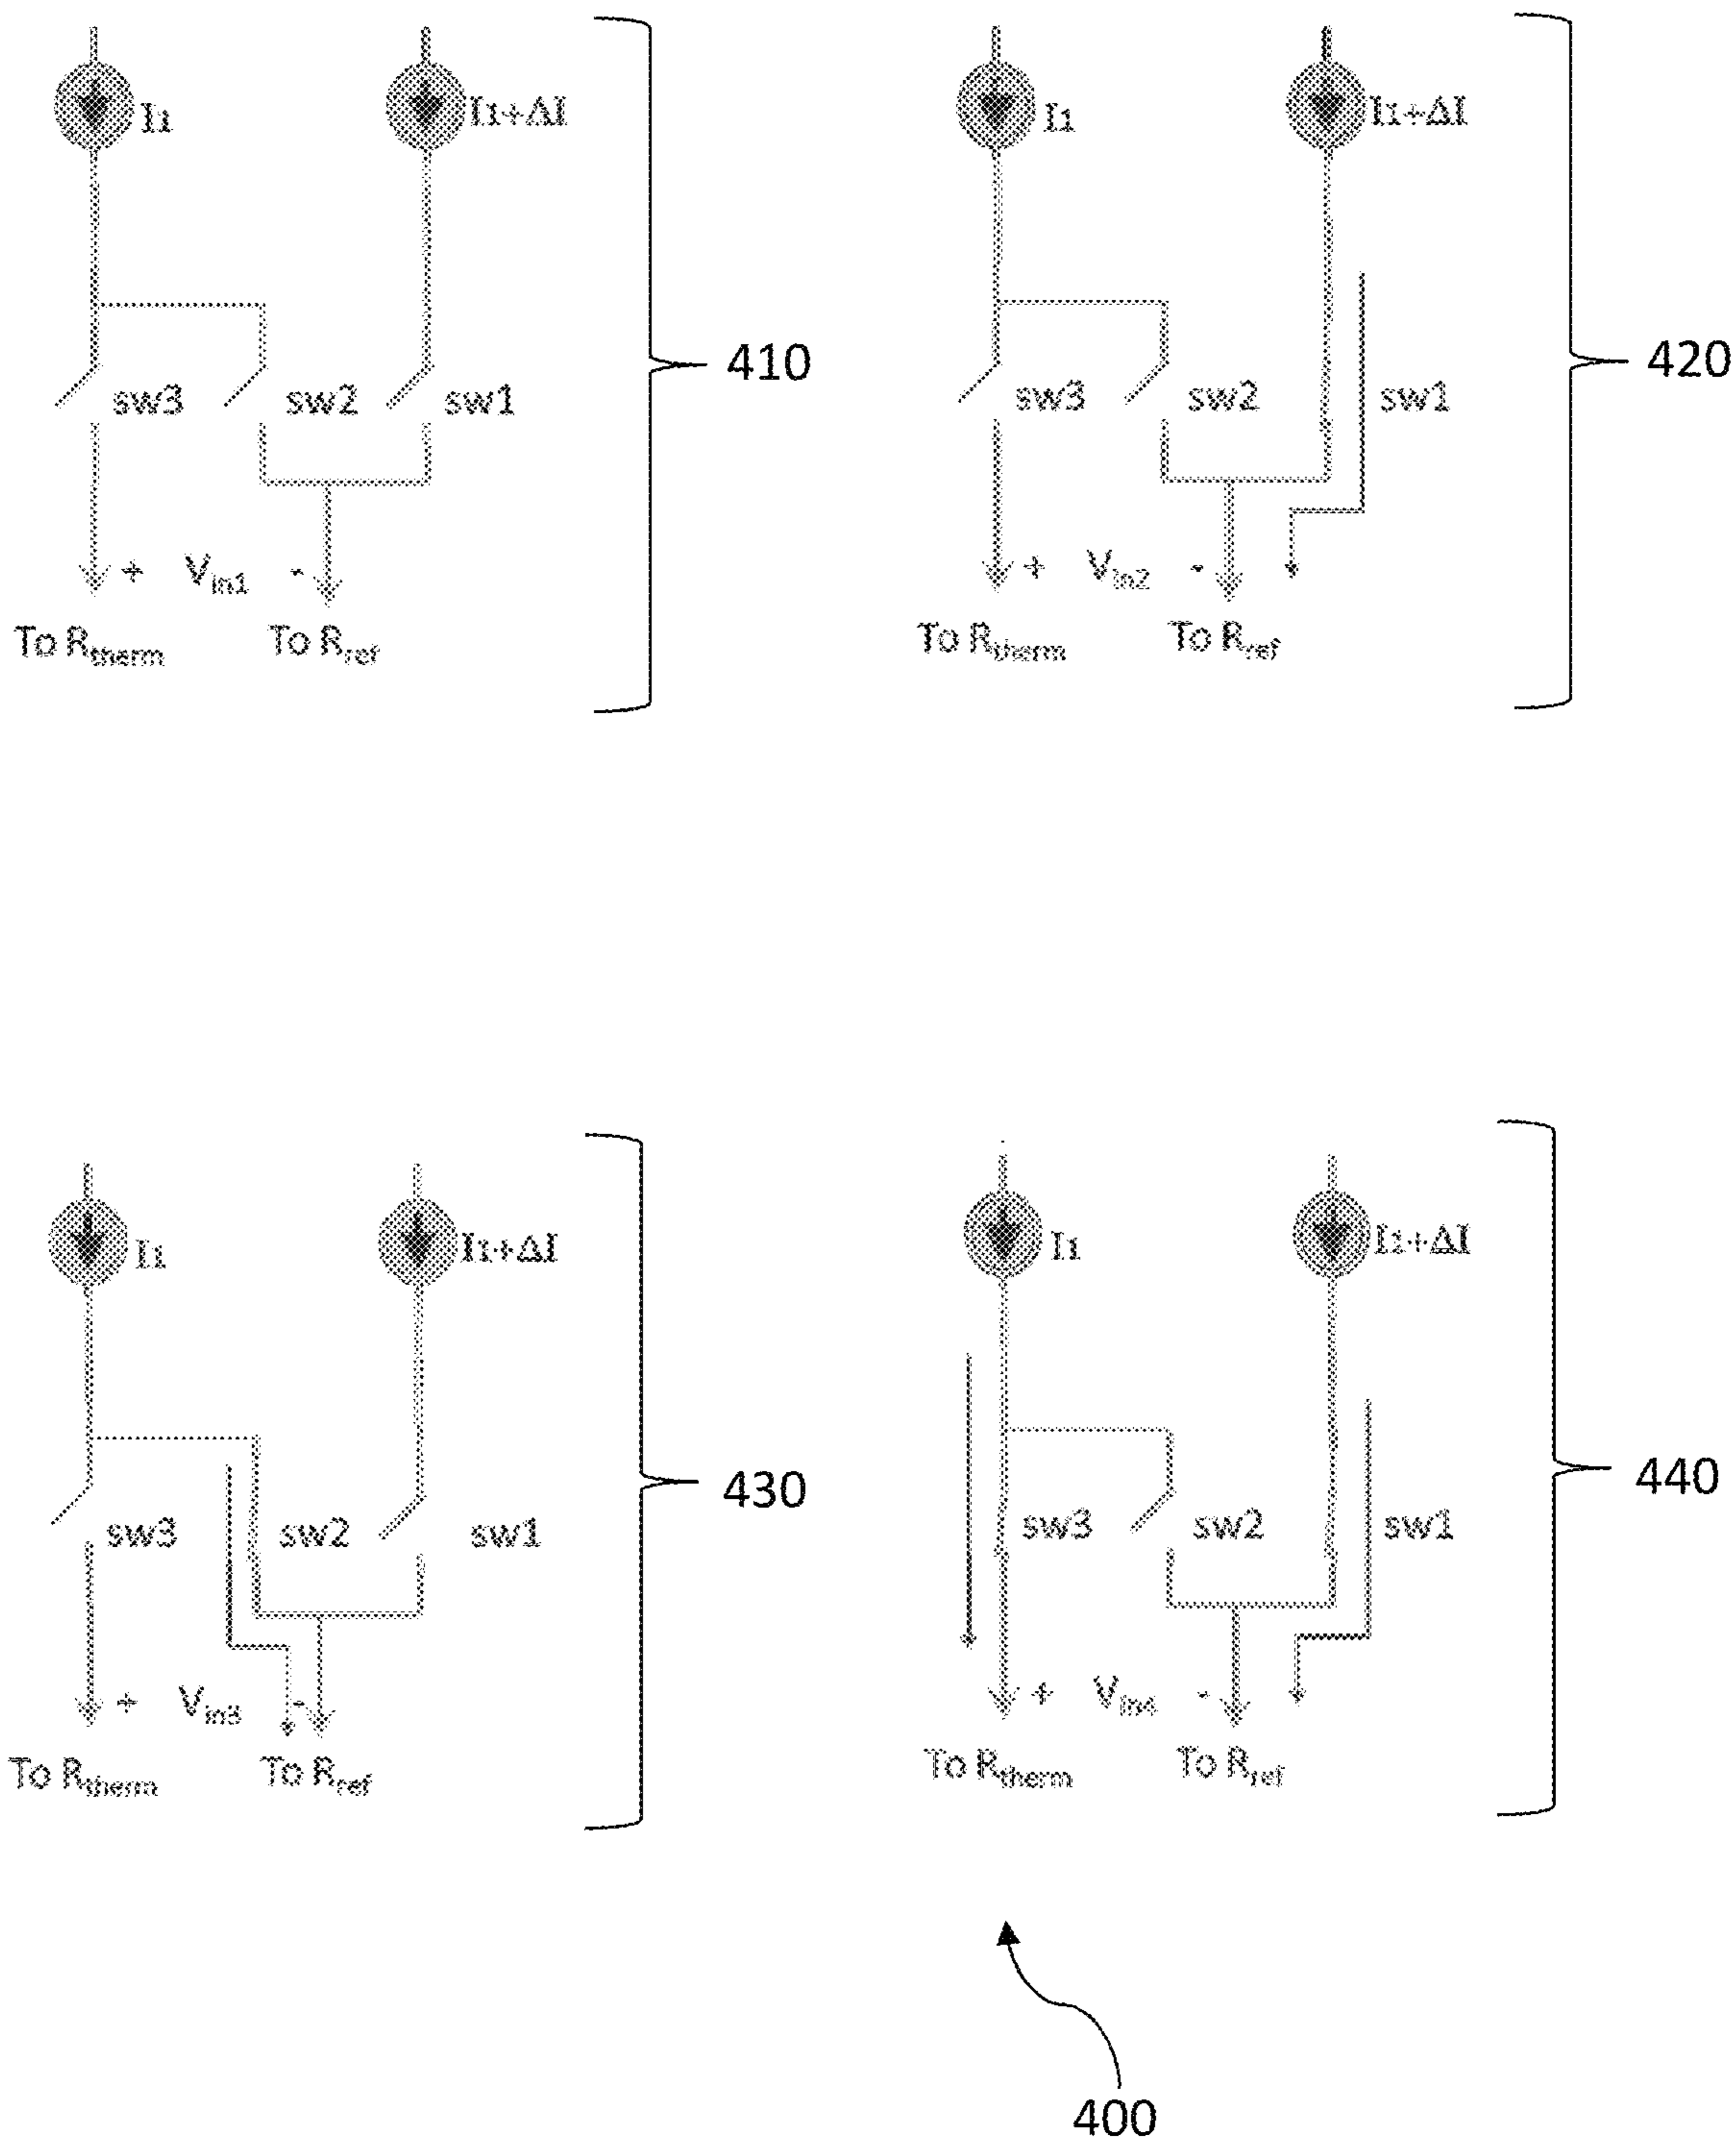 I1 I1+ΔI
410
sw3 sw2 sw1
+ Vin1 -
To Rtherm To Rref
I1 I1+ΔI
420
sw3 sw2 sw1
+ Vin2 -
To Rtherm To Rref
I1 I1+ΔI
430
sw3 sw2 sw1
+ Vin3 -
To Rtherm To Rref
I1 I1+ΔI
440
sw3 sw2 sw1
+ Vin4 -
To Rtherm To Rref
400